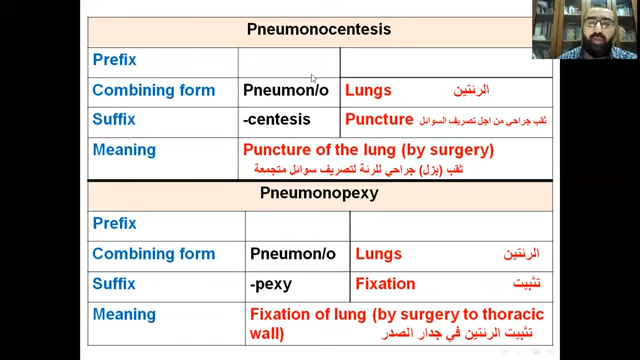 Pneumonocentesis
Prefix
Combining form Pneumon/o Lungs الرئتين
Suffix -centesis Puncture ثقب جراحي من اجل تصريف السوائل
Meaning Puncture of the lung (by surgery)
ثقب (بزل) جراحي للرئة لتصريف سوائل متجمعة
Pneumonopexy
Prefix
Combining form Pneumon/o Lungs الرئتين
Suffix -pexy Fixation تثبيت
Meaning Fixation of lung (by surgery to thoracic
wall) تثبيت الرئتين في جدار الصدر